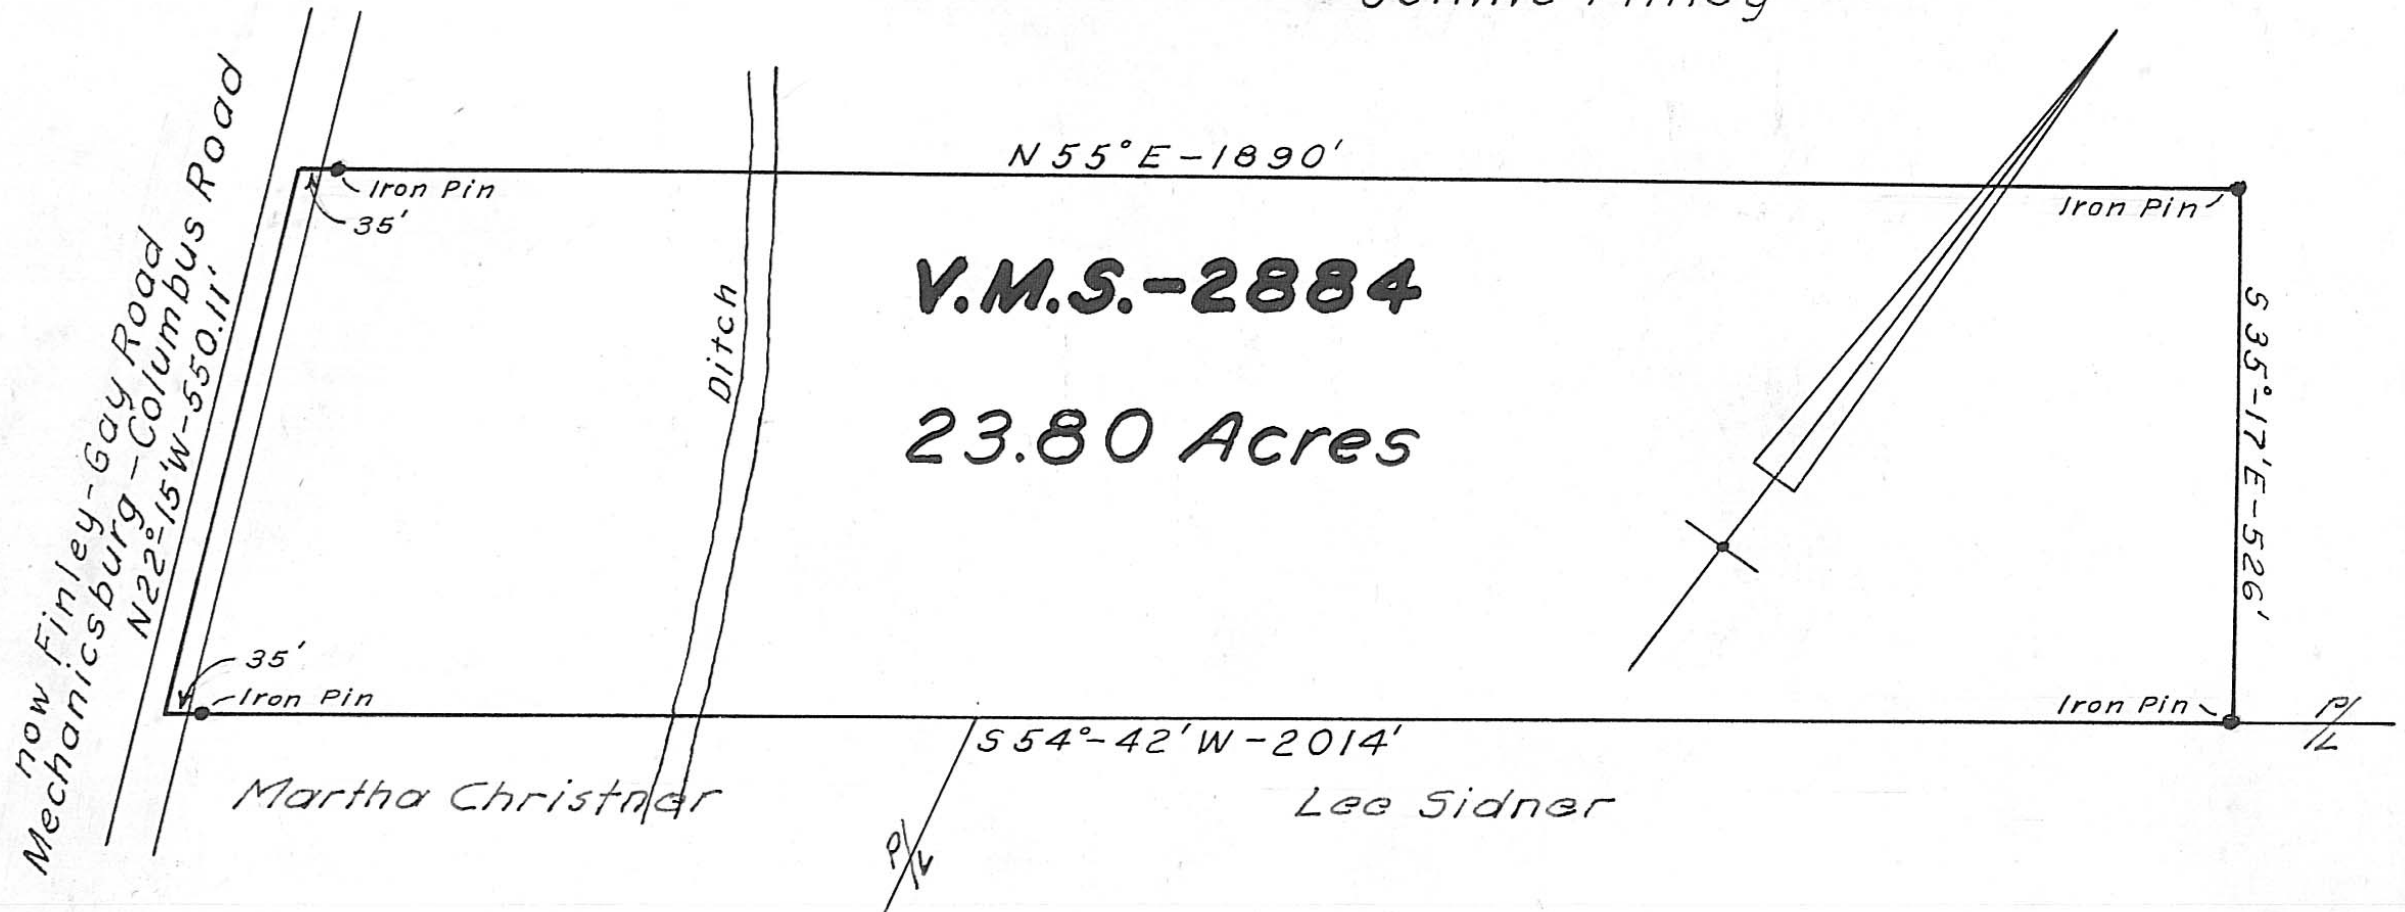 now Finley-Gay Road
Mechanicsburg-Columbus Road
N22°-15'W-550.11'
N 55°E-1890'
Iron Pin
35'
Iron Pin
V.M.S.-2884
Ditch
23.80 Acres
S 35°-17'E-526'
35'
Iron Pin
Iron Pin
P/L
S 54°-42'W-2014'
Martha Christner
Lee Sidner
P/L